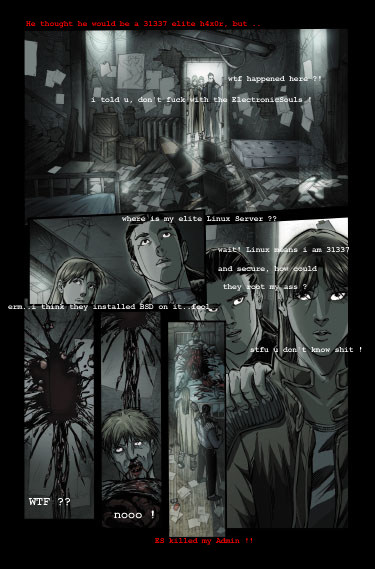 He thought he would be a 31337 elite h4x0r, but ..
wtf happened here ?!
i told u, don't fuck with the ElectronicSouls !
where is my elite Linux Server ??
wait! Linux means i am 31337
and secure, how could
they root my ass ?
erm..i think they installed BSD on it..fool
stfu u don't know shit !
WTF ??
nooo !
ES killed my Admin !!